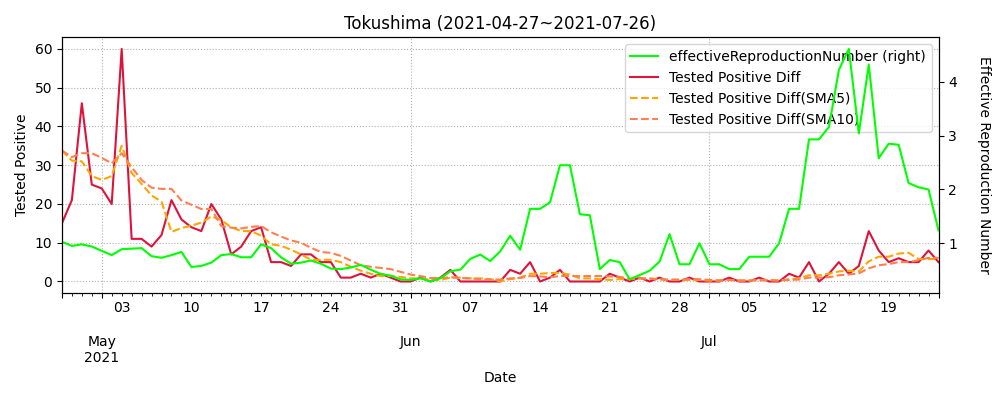 Tokushima (2021-04-27~2021-07-26)
effectiveReproductionNumber (right)
Tested Positive Diff
Tested Positive Diff(SMA5)
Tested Positive Diff(SMA10)
Tested Positive
60
50
40
30
20
10
0
4
3
2
1
Effective Reproduction Number
03 10 17 24 31 07 14 21 28 05 12 19
May Jun Jul
2021
Date